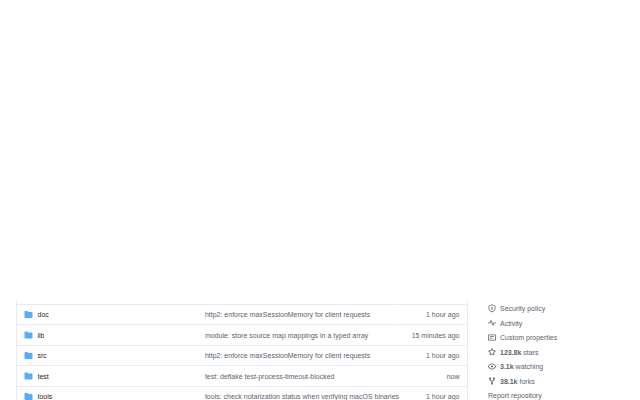 doc http2: enforce maxSessionMemory for client requests 1 hour ago
lib module: store source map mappings in a typed array 15 minutes ago
src http2: enforce maxSessionMemory for client requests 1 hour ago
test test: deflake test-process-timeout-blocked now
tools tools: check notarization status when verifying macOS binaries 1 hour ago
Security policy
Activity
Custom properties
123.8k stars
3.1k watching
38.1k forks
Report repository